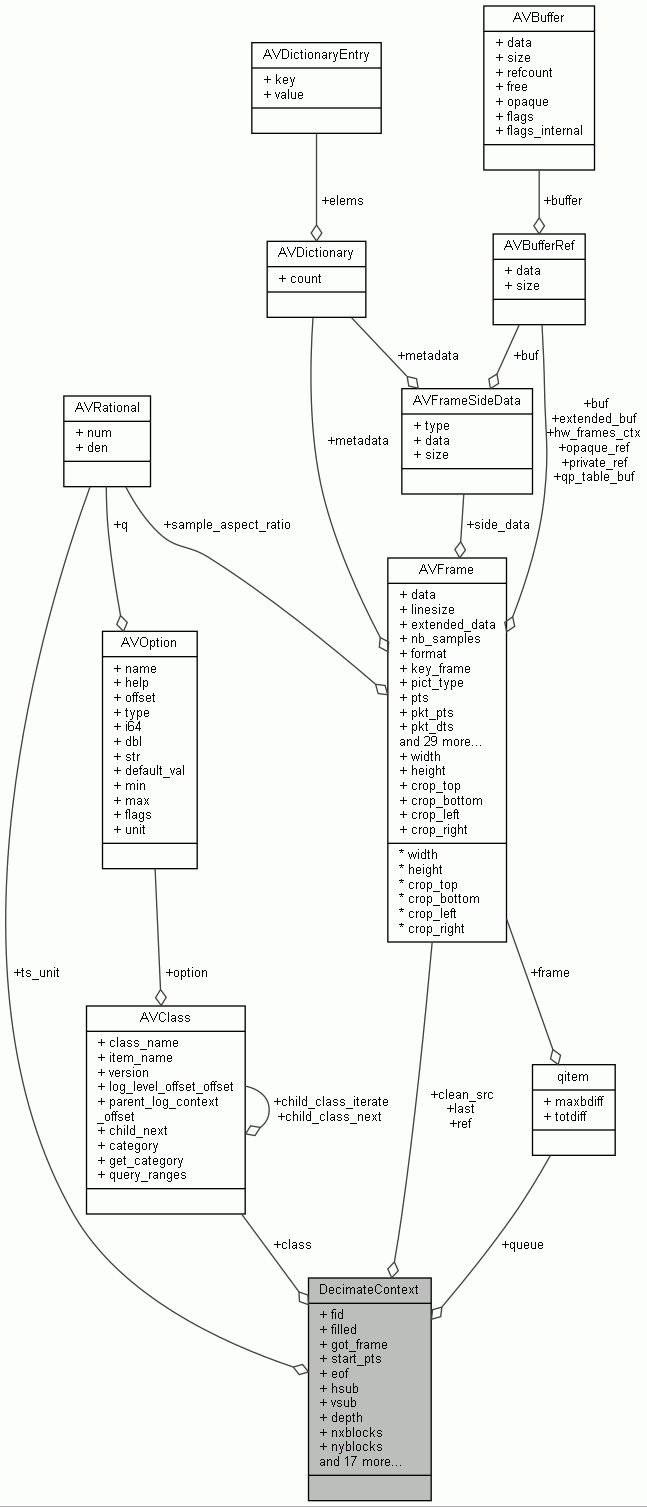 AVBuffer
+ data
+ size
+ refcount
+ free
+ opaque
+ flags
+ flags_internal
AVDictionaryEntry
+ key
+ value
+elems
+buffer
AVDictionary
+ count
AVBufferRef
+ data
+ size
+metadata
+buf
AVRational
+ num
+ den
AVFrameSideData
+ type
+ data
+ size
+buf
+extended_buf
+hw_frames_ctx
+opaque_ref
+private_ref
+qp_table_buf
+metadata
+q
+sample_aspect_ratio
+side_data
AVFrame
+ data
+ linesize
+ extended_data
+ nb_samples
+ format
+ key_frame
+ pict_type
+ pts
+ pkt_pts
+ pkt_dts
and 29 more...
+ width
+ height
+ crop_top
+ crop_bottom
+ crop_left
+ crop_right
* width
* height
* crop_top
* crop_bottom
* crop_left
* crop_right
AVOption
+ name
+ help
+ offset
+ type
+ i64
+ dbl
+ str
+ default_val
+ min
+ max
+ flags
+ unit
+ts_unit
+option
+frame
AVClass
+ class_name
+ item_name
+ version
+ log_level_offset_offset
+ parent_log_context
_offset
+ child_next
+ category
+ get_category
+ query_ranges
+child_class_iterate
+child_class_next
+clean_src
+last
+ref
qitem
+ maxbdiff
+ totdiff
+class
+queue
DecimateContext
+ fid
+ filled
+ got_frame
+ start_pts
+ eof
+ hsub
+ vsub
+ depth
+ nxblocks
+ nyblocks
and 17 more...